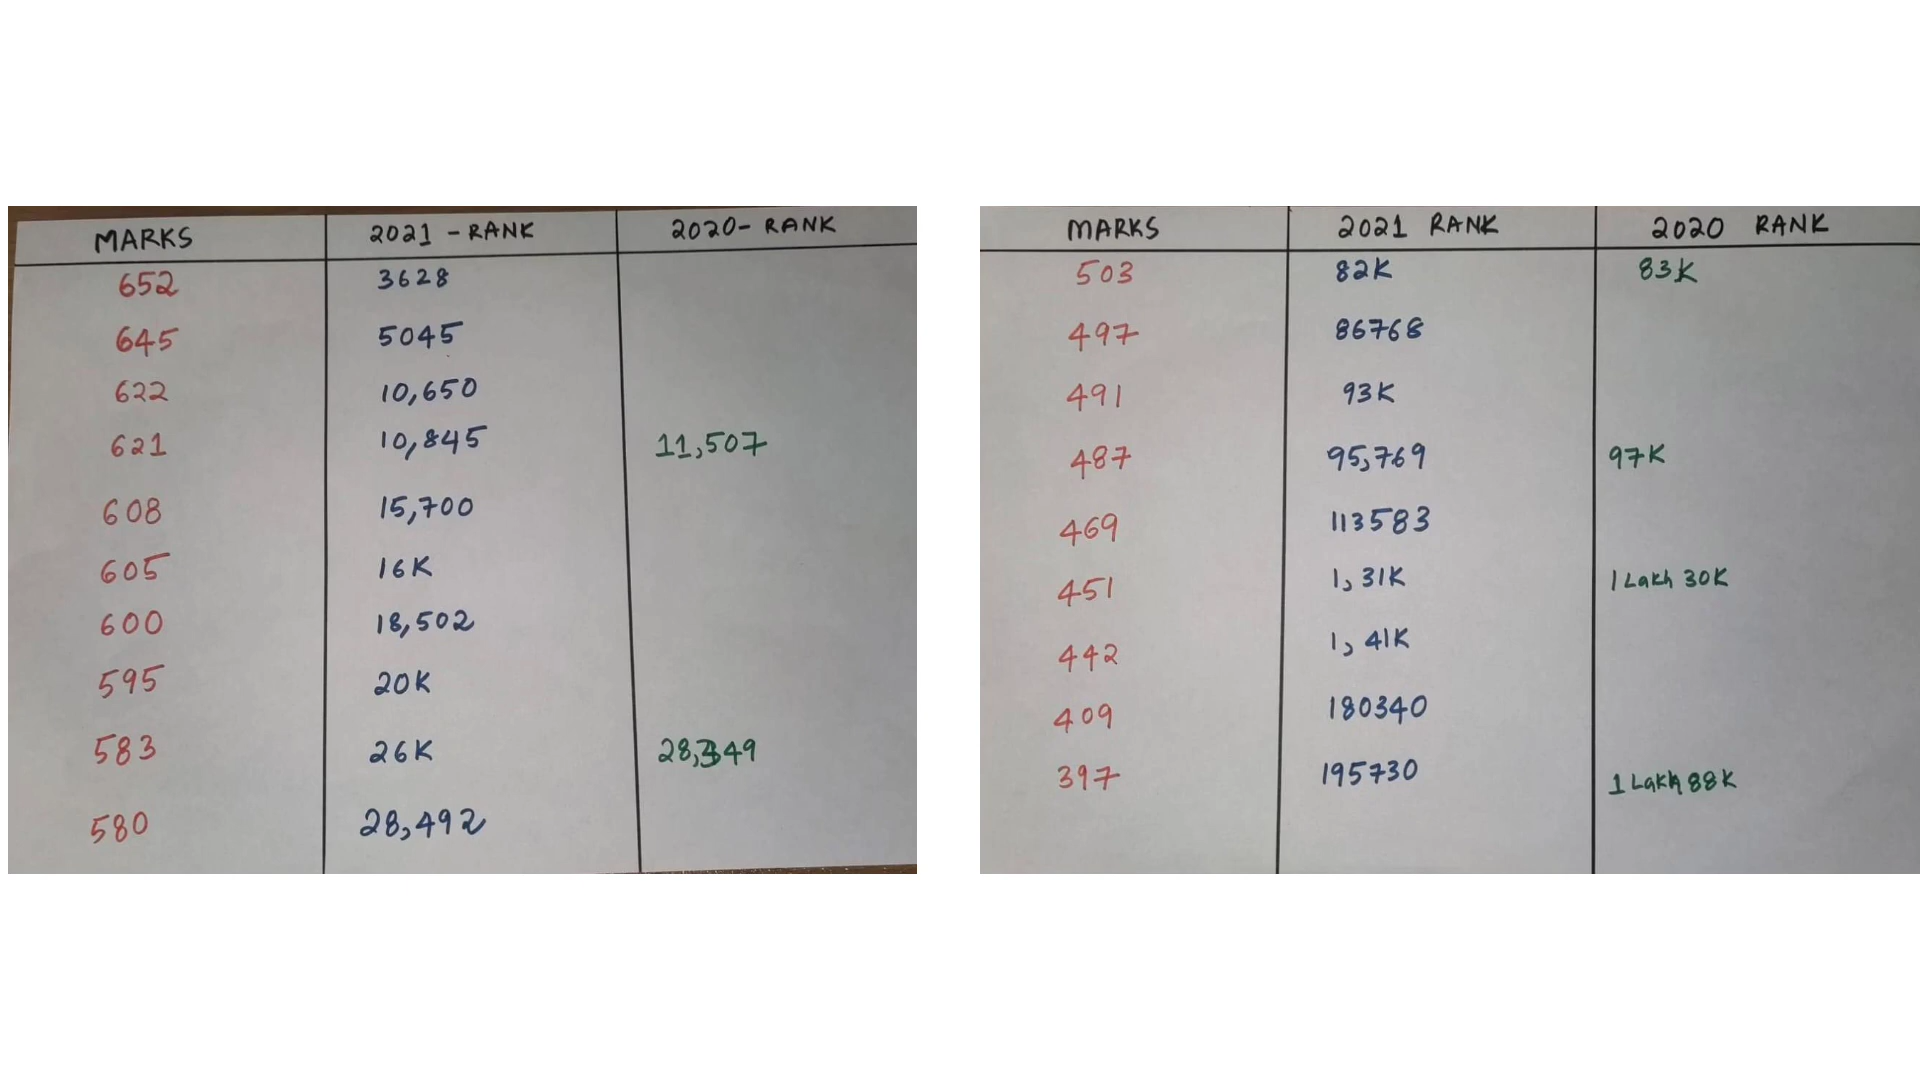 MARKS 2021 - RANK 2020- RANK
652 3628
645 5045
622 10,650
621 10,845 11,507
608 15,700
605 16K
600 18,502
595 20K
583 26K 28,349
580 28,492
MARKS 2021 RANK 2020 RANK
503 82K 83K
497 86768
491 93K
487 95,769 97K
469 113583
451 1,31K 1 Lakh 30K
442 1,41K
409 180340
397 195730 1 Lakh 88K